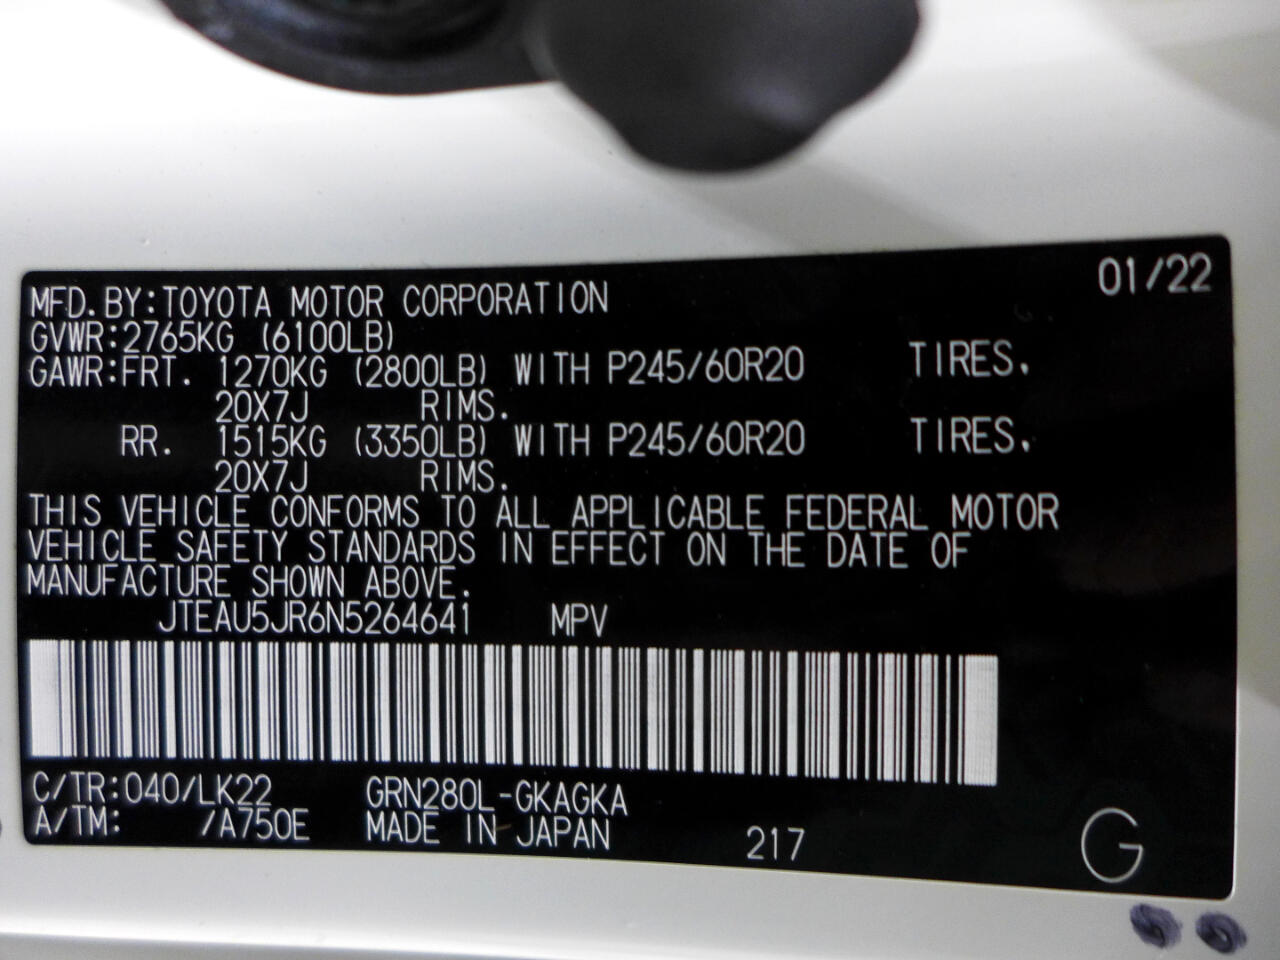 01/22
MFD.BY:TOYOTA MOTOR CORPORATION
GVWR:2765KG (6100LB)
GAWR:FRT. 1270KG (2800LB) WITH P245/60R20 TIRES.
20X7J RIMS.
RR. 1515KG (3350LB) WITH P245/60R20 TIRES.
20X7J RIMS.
THIS VEHICLE CONFORMS TO ALL APPLICABLE FEDERAL MOTOR
VEHICLE SAFETY STANDARDS IN EFFECT ON THE DATE OF
MANUFACTURE SHOWN ABOVE.
JTEAU5JR6N5264641 MPV
C/TR:040/LK22 GRN280L-GKAGKA
A/TM: /A750E MADE IN JAPAN 217
G